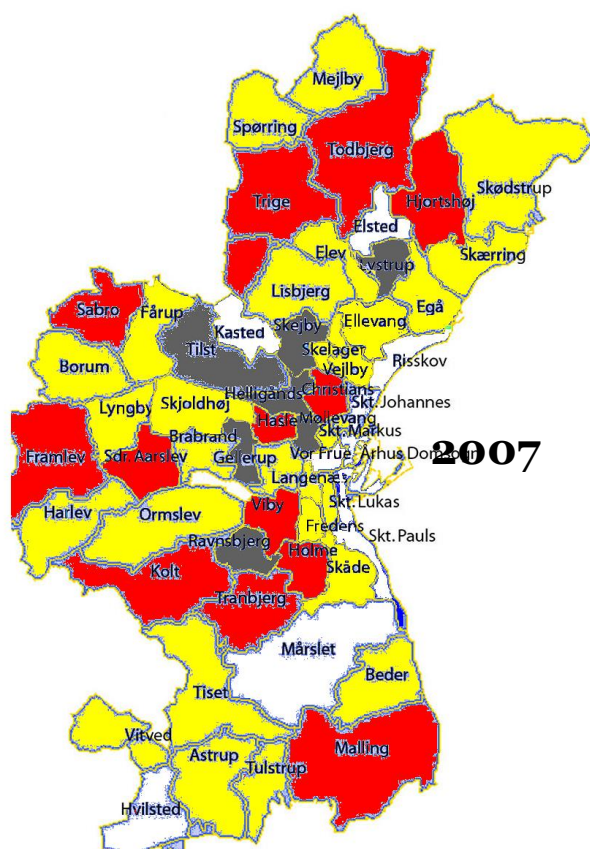 Mejlby
Spørring
Todbjerg
Trige
Skødstrup
Hjortshøj
Elsted
Elev
Skærring
Lystrup
Lisbjerg
Sabro
Fårup
Egå
Ellevang
Kasted
Skejby
Tilst
Skelager
Risskov
Borum
Vejlby
Helligånds
Christians
Lyngby
Skjoldhøj
Skt. Johannes
Hasle
Møllevang
Skt. Markus
Brabrand
Framlev
Sdr. Aarslev
Gellerup
Vor Frue
Århus Domsogn
2007
Langenæs
Harlev
Ormslev
Viby
Skt. Lukas
Fredens
Skt. Pauls
Ravnsbjerg
Holme
Kolt
Skåde
Tranbjerg
Mårslet
Beder
Tiset
Vitved
Astrup
Malling
Tulstrup
Hvilsted